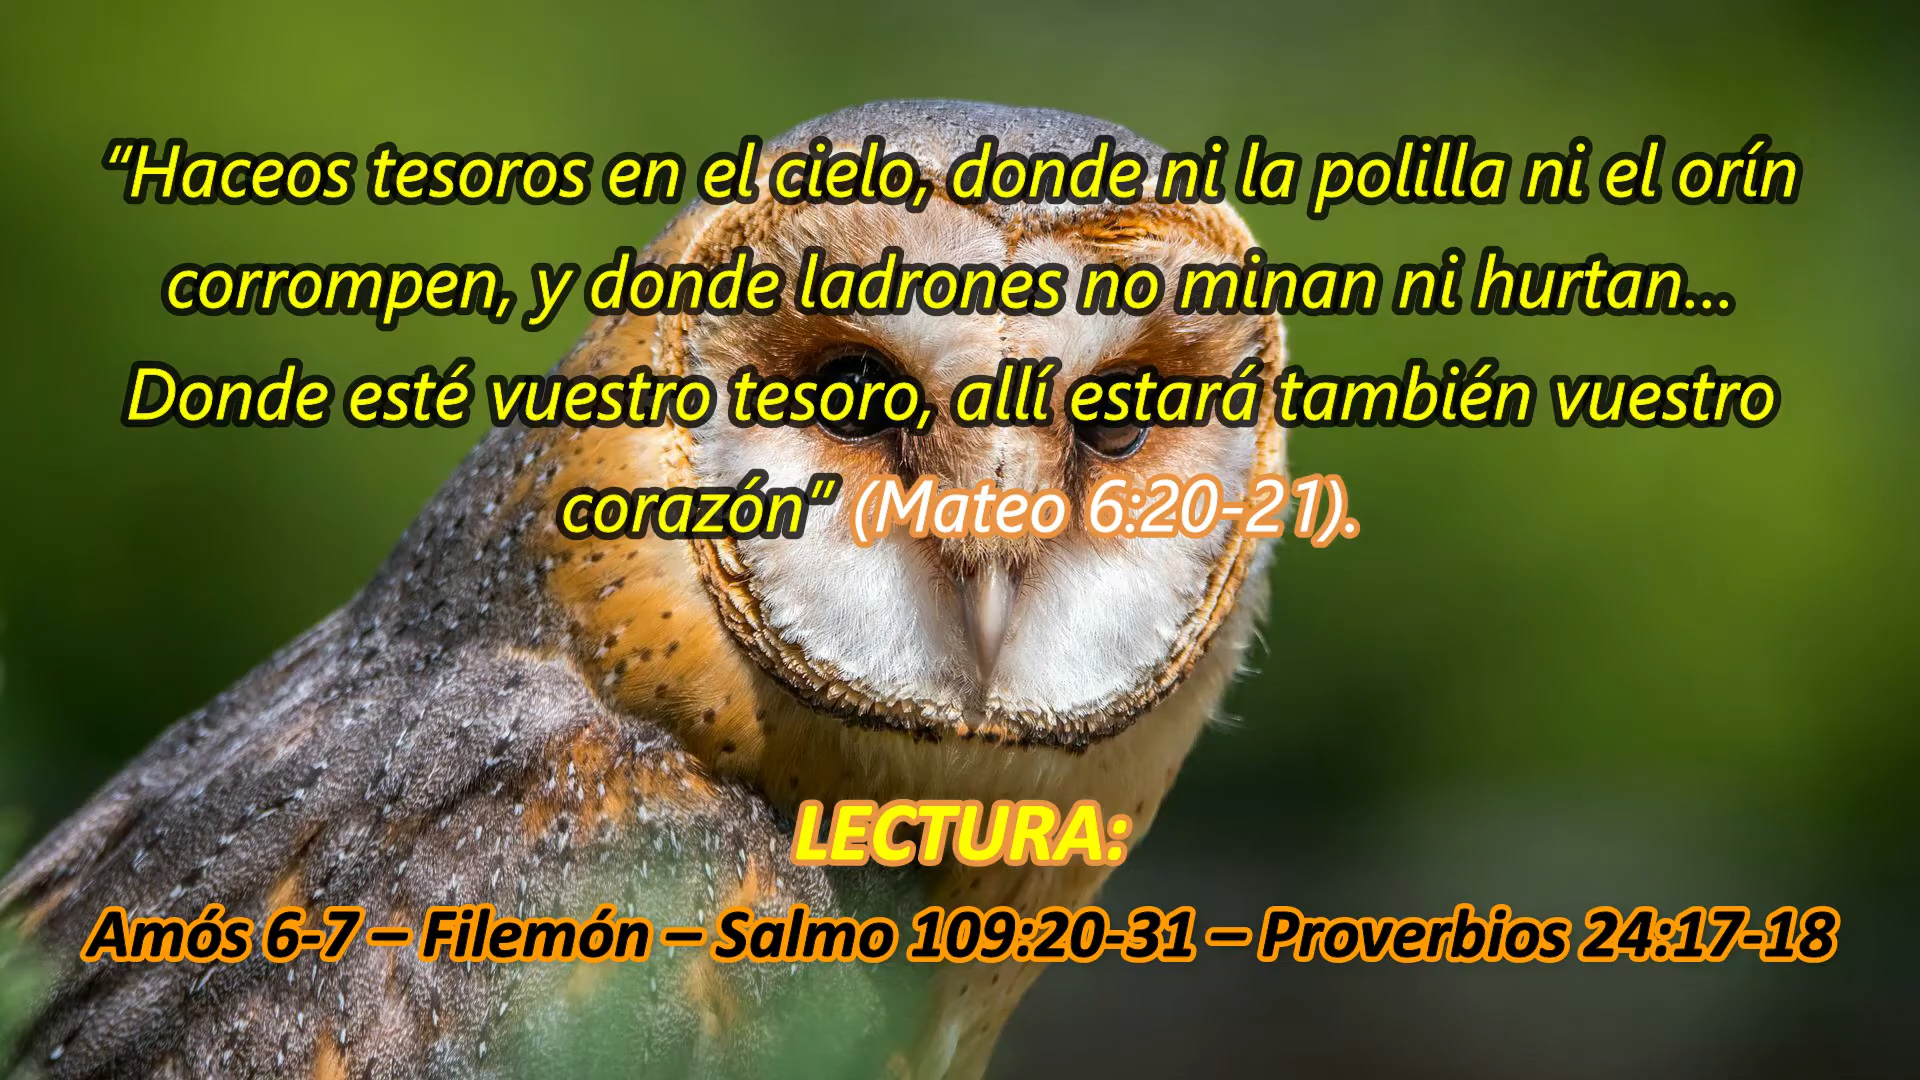 “Haceos tesoros en el cielo, donde ni la polilla ni el orín
corrompen, y donde ladrones no minan ni hurtan...
Donde esté vuestro tesoro, allí estará también vuestro
corazón” (Mateo 6:20-21).
LECTURA:
Amós 6-7 – Filemón – Salmo 109:20-31 – Proverbios 24:17-18